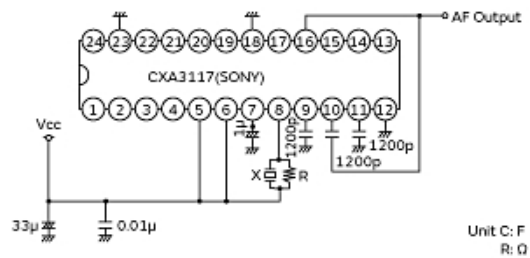 AF Output
24 23 22 21 20 19 18 17 16 15 14 13
CXA3117(SONY)
1 2 3 4 5 6 7 8 9 10 11 12
Vcc
1μ
1200p
1200p
1200p
X
R
33μ
0.01μ
Unit C: F
R: Ω